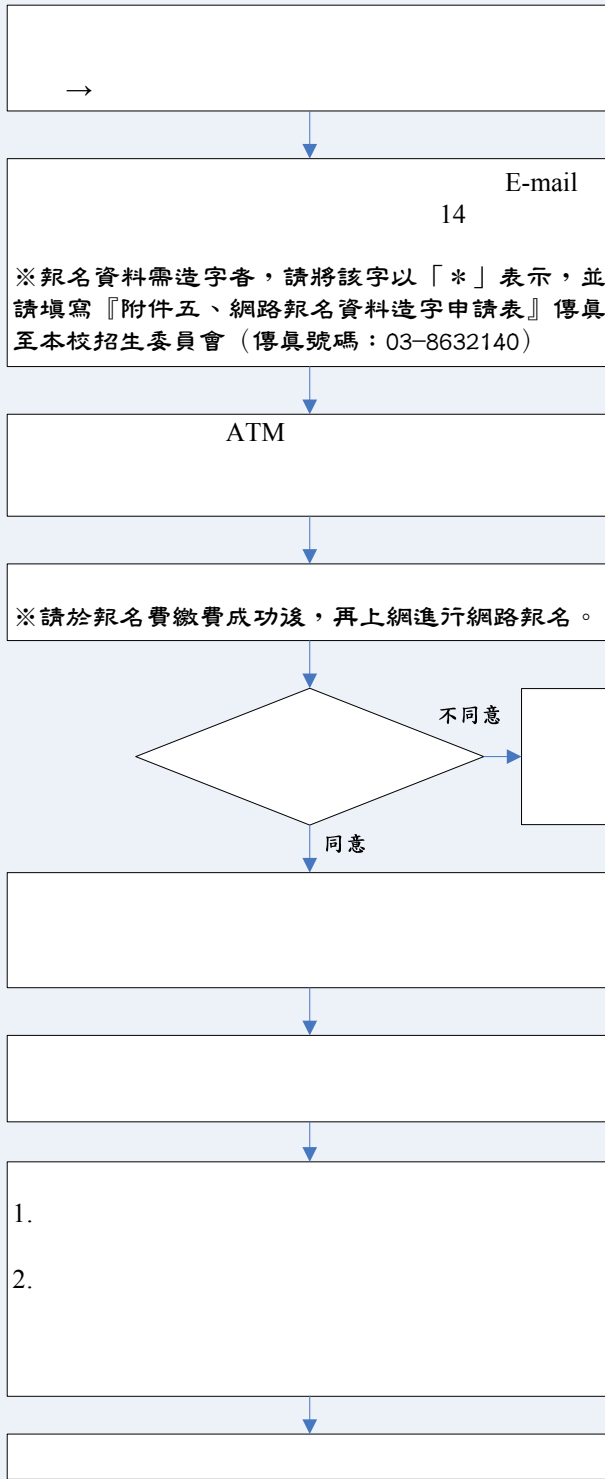 →
E-mail
14
※報名資料需造字者，請將該字以「＊」表示，並
請填寫『附件五、網路報名資料造字申請表』傳真
至本校招生委員會（傳真號碼：03-8632140）
ATM
※請於報名費繳費成功後，再上網進行網路報名。
不同意
同意
1.
2.